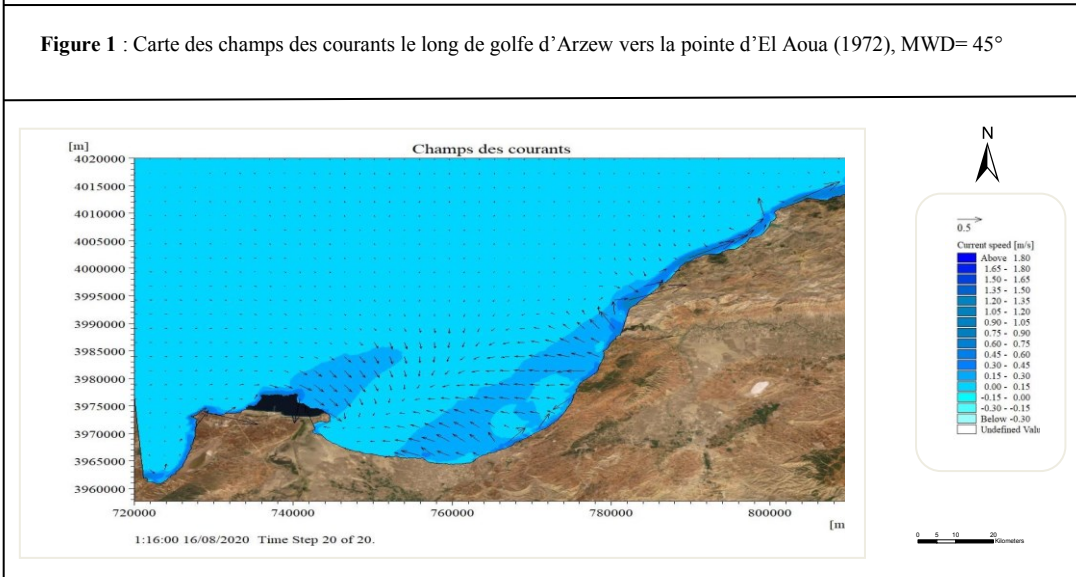 Figure 1 : Carte des champs des courants le long de golfe d’Arzew vers la pointe d’El Aoua (1972), MWD= 45°
[m]
Champs des courants
4020000
4015000
4010000
4005000
4000000
3995000
3990000
3985000
3980000
3975000
3970000
3965000
3960000
720000 740000 760000 780000 800000
[m
1:16:00 16/08/2020 Time Step 20 of 20.
N
0.5
Current speed [m/s]
Above 1.80
1.65 - 1.80
1.50 - 1.65
1.35 - 1.50
1.20 - 1.35
1.05 - 1.20
0.90 - 1.05
0.75 - 0.90
0.60 - 0.75
0.45 - 0.60
0.30 - 0.45
0.15 - 0.30
0.00 - 0.15
-0.15 - 0.00
-0.30 - -0.15
Below -0.30
Undefined Valu
0 5 10 20
Kilometers